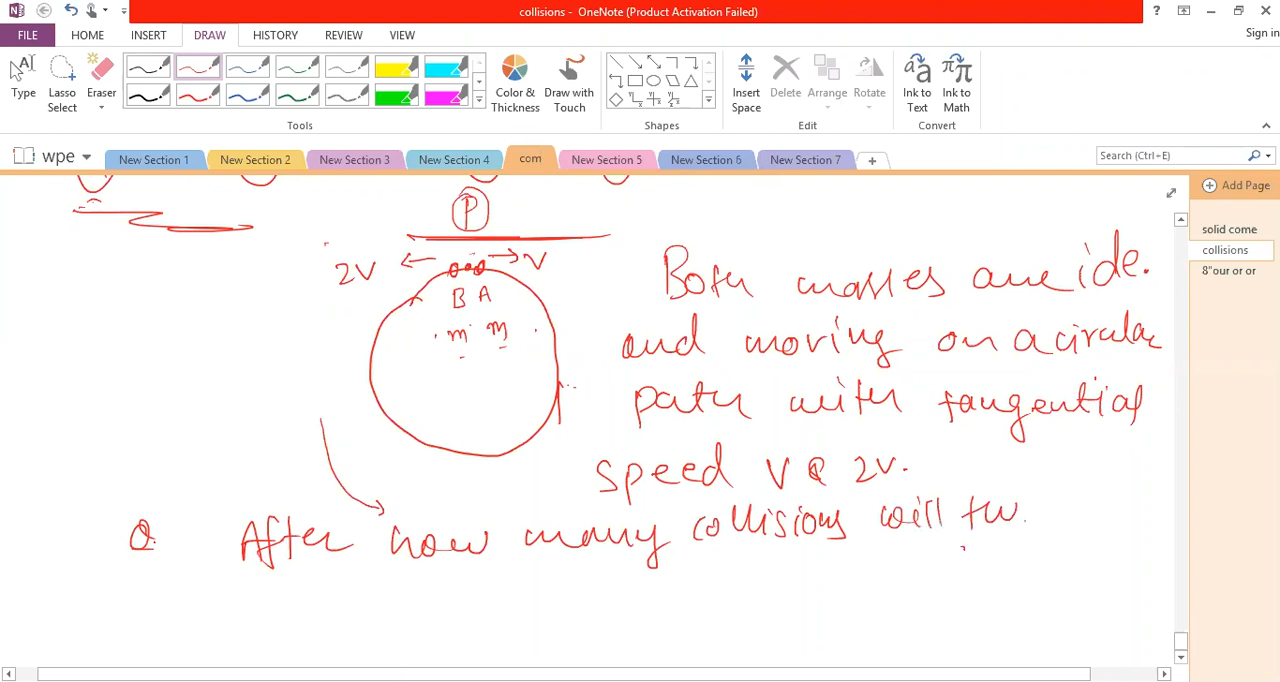 collisions - OneNote (Product Activation Failed)
FILE HOME INSERT DRAW HISTORY REVIEW VIEW
Sign in
Type Lasso Select Eraser
Color & Thickness Draw with Touch
Insert Space Delete Arrange Rotate
Ink to Text Ink to Math
Tools Shapes Edit Convert
wpe New Section 1 New Section 2 New Section 3 New Section 4 com New Section 5 New Section 6 New Section 7
Search (Ctrl+E)
Add Page
solid come
collisions
8"our or or
P
2V V
B A
m m
Both masses are ide.
and moving on a circular
path with tangential
speed V & 2V.
Q. After how many collisions will tw